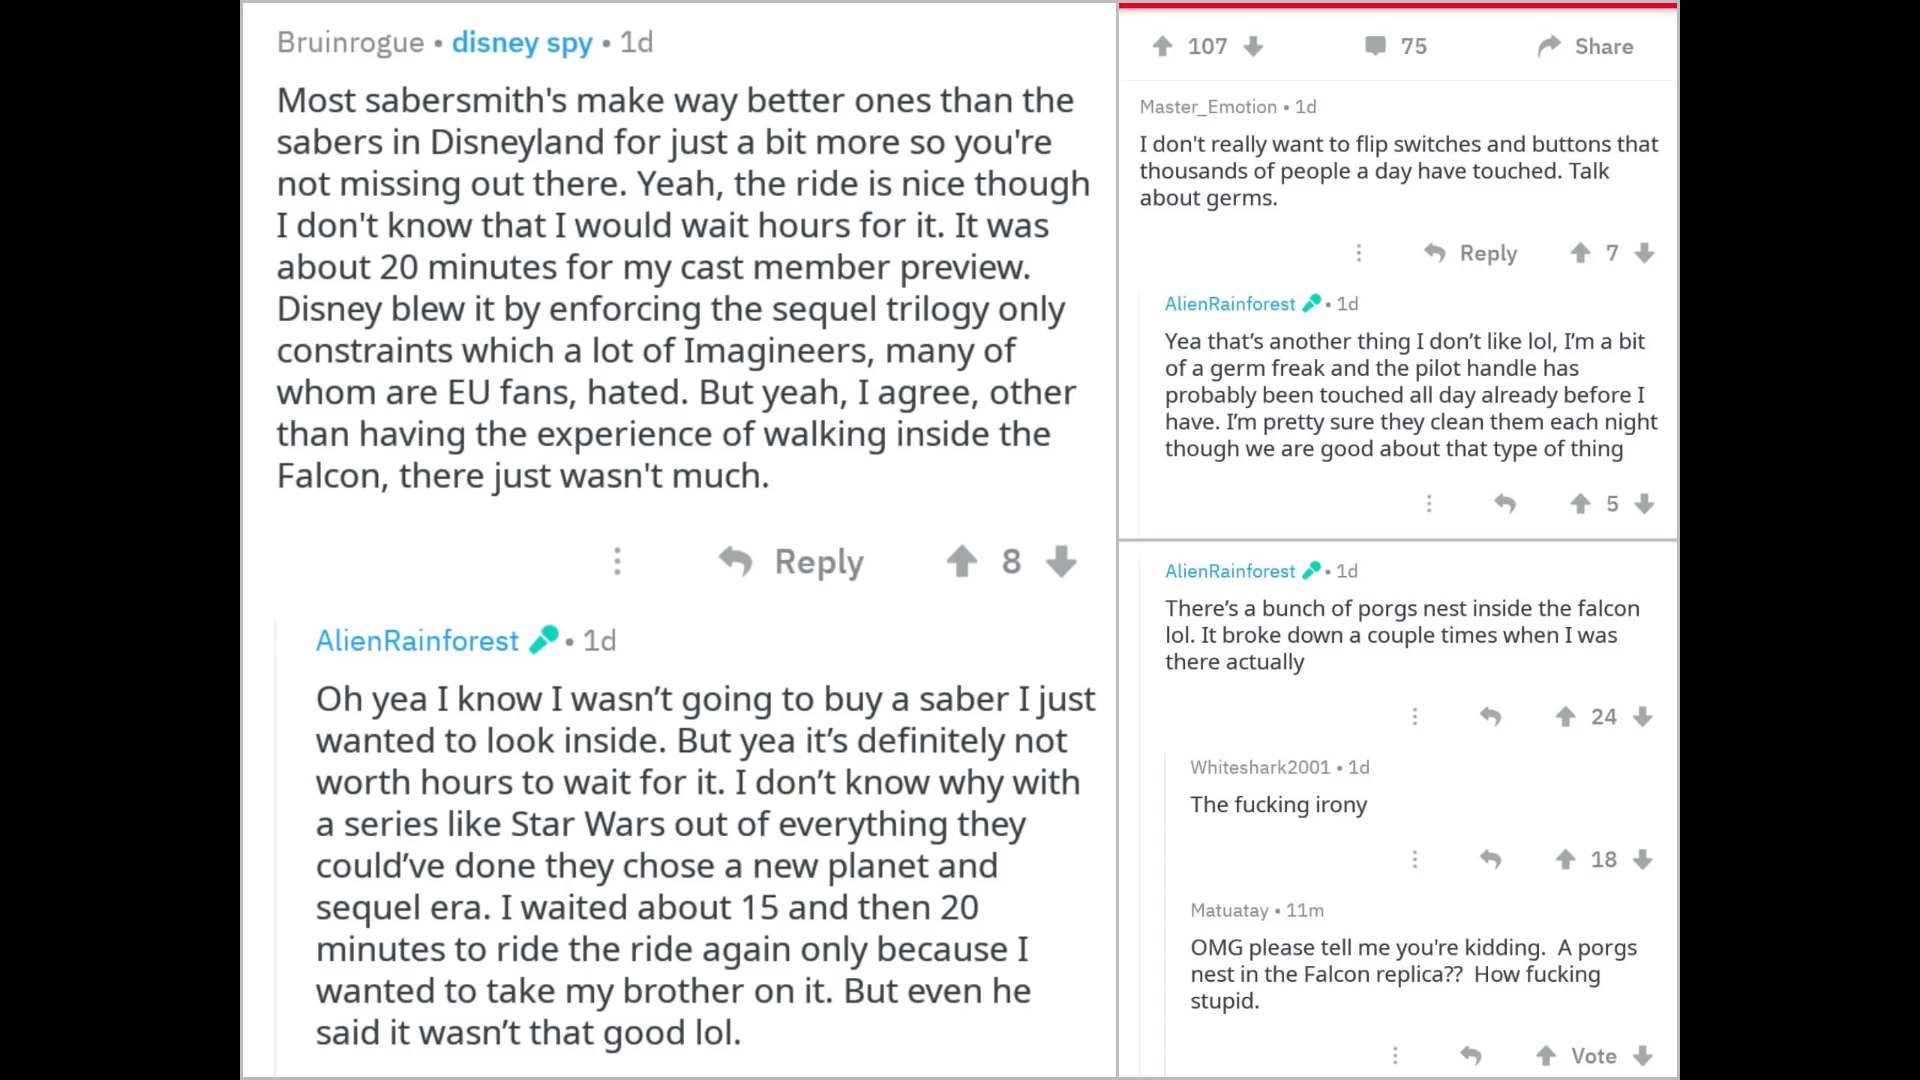 Bruinrogue • disney spy • 1d
Most sabersmith's make way better ones than the
sabers in Disneyland for just a bit more so you're
not missing out there. Yeah, the ride is nice though
I don't know that I would wait hours for it. It was
about 20 minutes for my cast member preview.
Disney blew it by enforcing the sequel trilogy only
constraints which a lot of Imagineers, many of
whom are EU fans, hated. But yeah, I agree, other
than having the experience of walking inside the
Falcon, there just wasn't much.
Reply 8
AlienRainforest • 1d
Oh yea I know I wasn’t going to buy a saber I just
wanted to look inside. But yea it’s definitely not
worth hours to wait for it. I don’t know why with
a series like Star Wars out of everything they
could’ve done they chose a new planet and
sequel era. I waited about 15 and then 20
minutes to ride the ride again only because I
wanted to take my brother on it. But even he
said it wasn’t that good lol.
107 75 Share
Master_Emotion • 1d
I don't really want to flip switches and buttons that
thousands of people a day have touched. Talk
about germs.
Reply 7
AlienRainforest • 1d
Yea that’s another thing I don’t like lol, I’m a bit
of a germ freak and the pilot handle has
probably been touched all day already before I
have. I’m pretty sure they clean them each night
though we are good about that type of thing
5
AlienRainforest • 1d
There’s a bunch of porgs nest inside the falcon
lol. It broke down a couple times when I was
there actually
24
Whiteshark2001 • 1d
The fucking irony
18
Matuatay • 11m
OMG please tell me you're kidding. A porgs
nest in the Falcon replica?? How fucking
stupid.
Vote